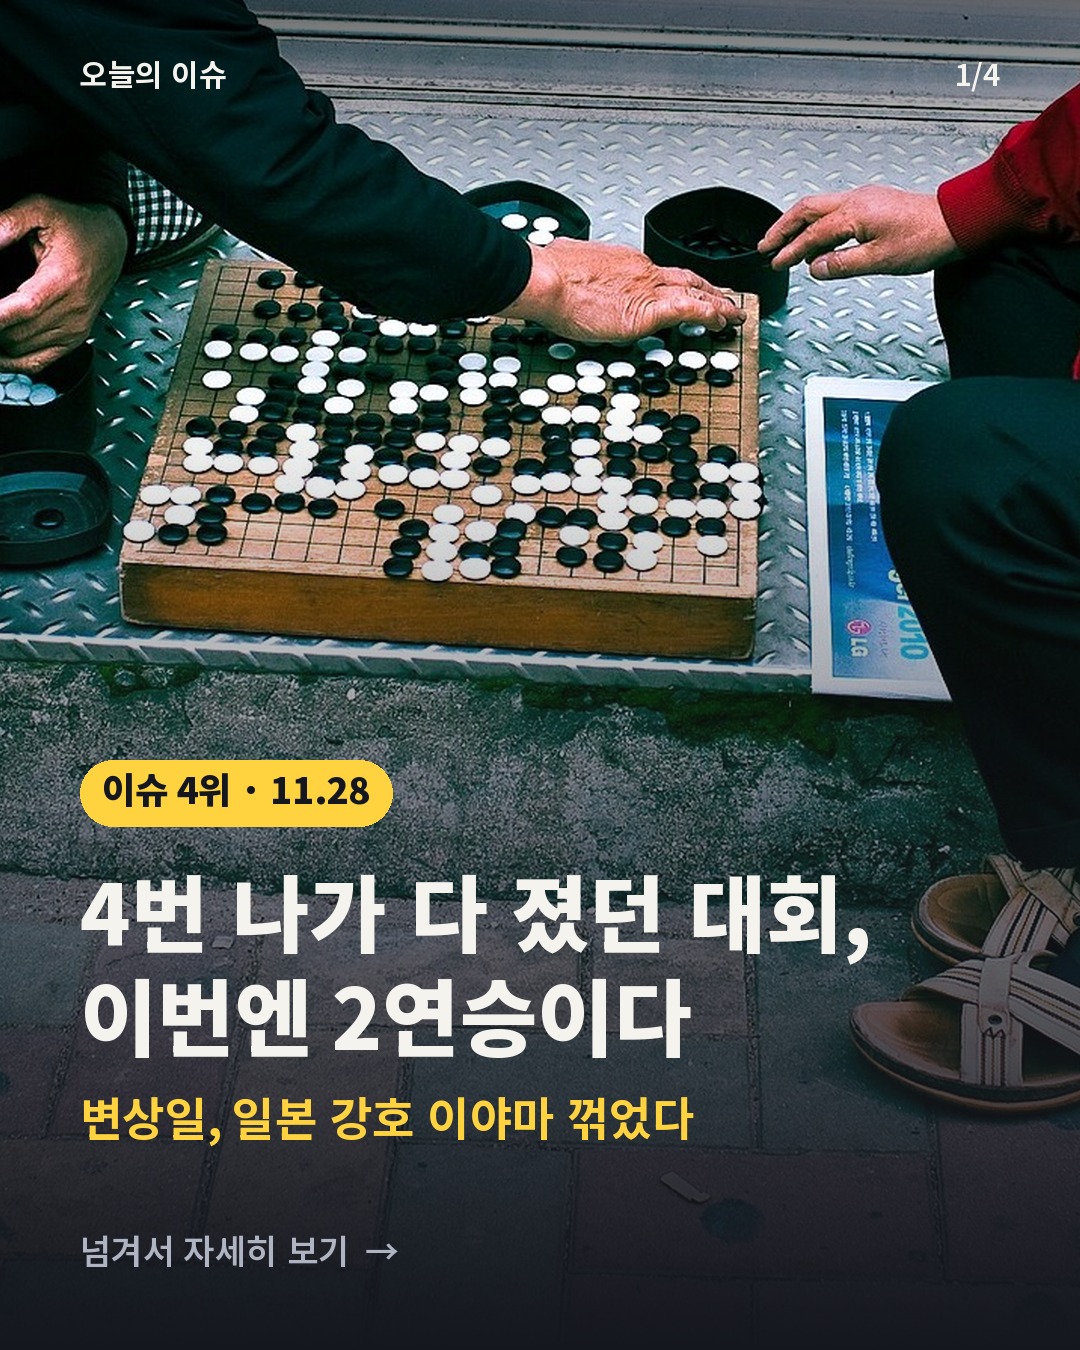 오늘의 이슈
1/4
LG
2010
이슈 4위 · 11.28
4번 나가 다 졌던 대회,
이번엔 2연승이다
변상일, 일본 강호 이야마 꺾었다
넘겨서 자세히 보기 →